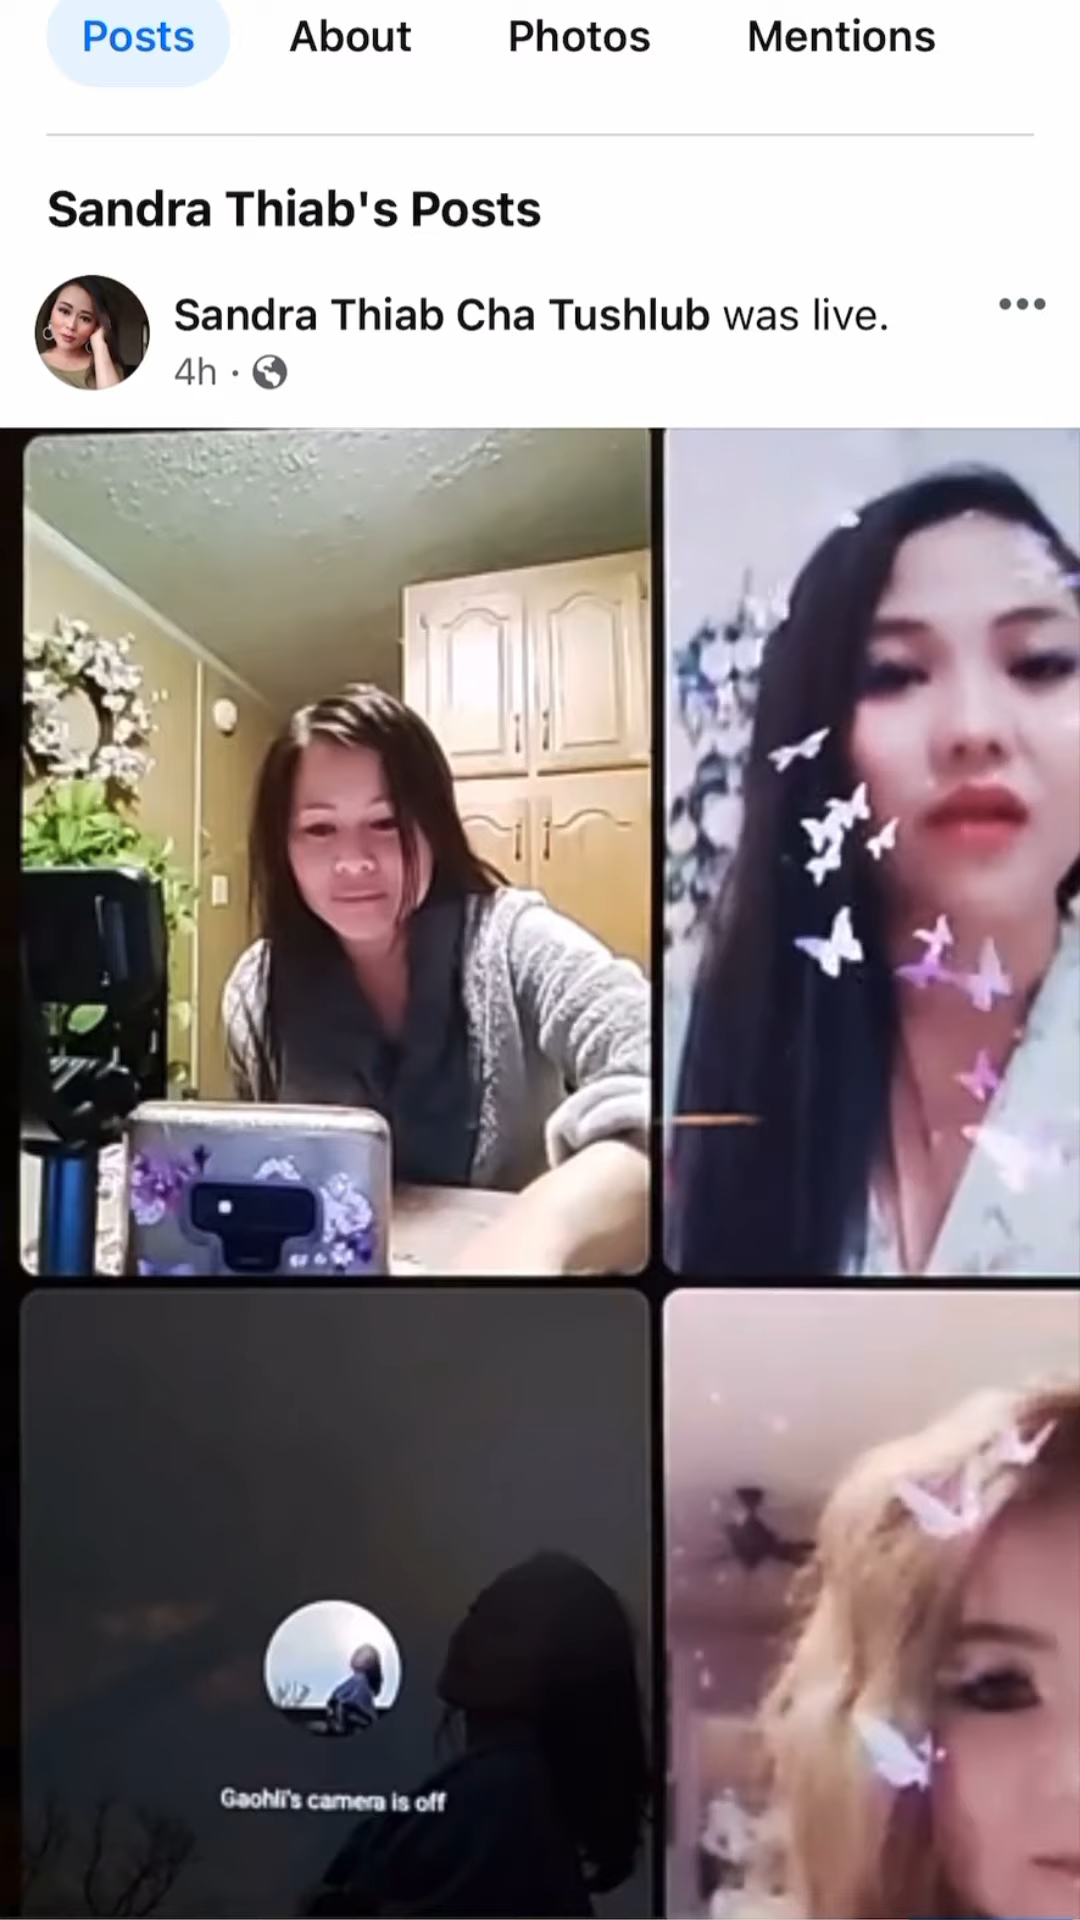 Posts About Photos Mentions
Sandra Thiab's Posts
Sandra Thiab Cha Tushlub was live.
4h ·
Gaohli's camera is off